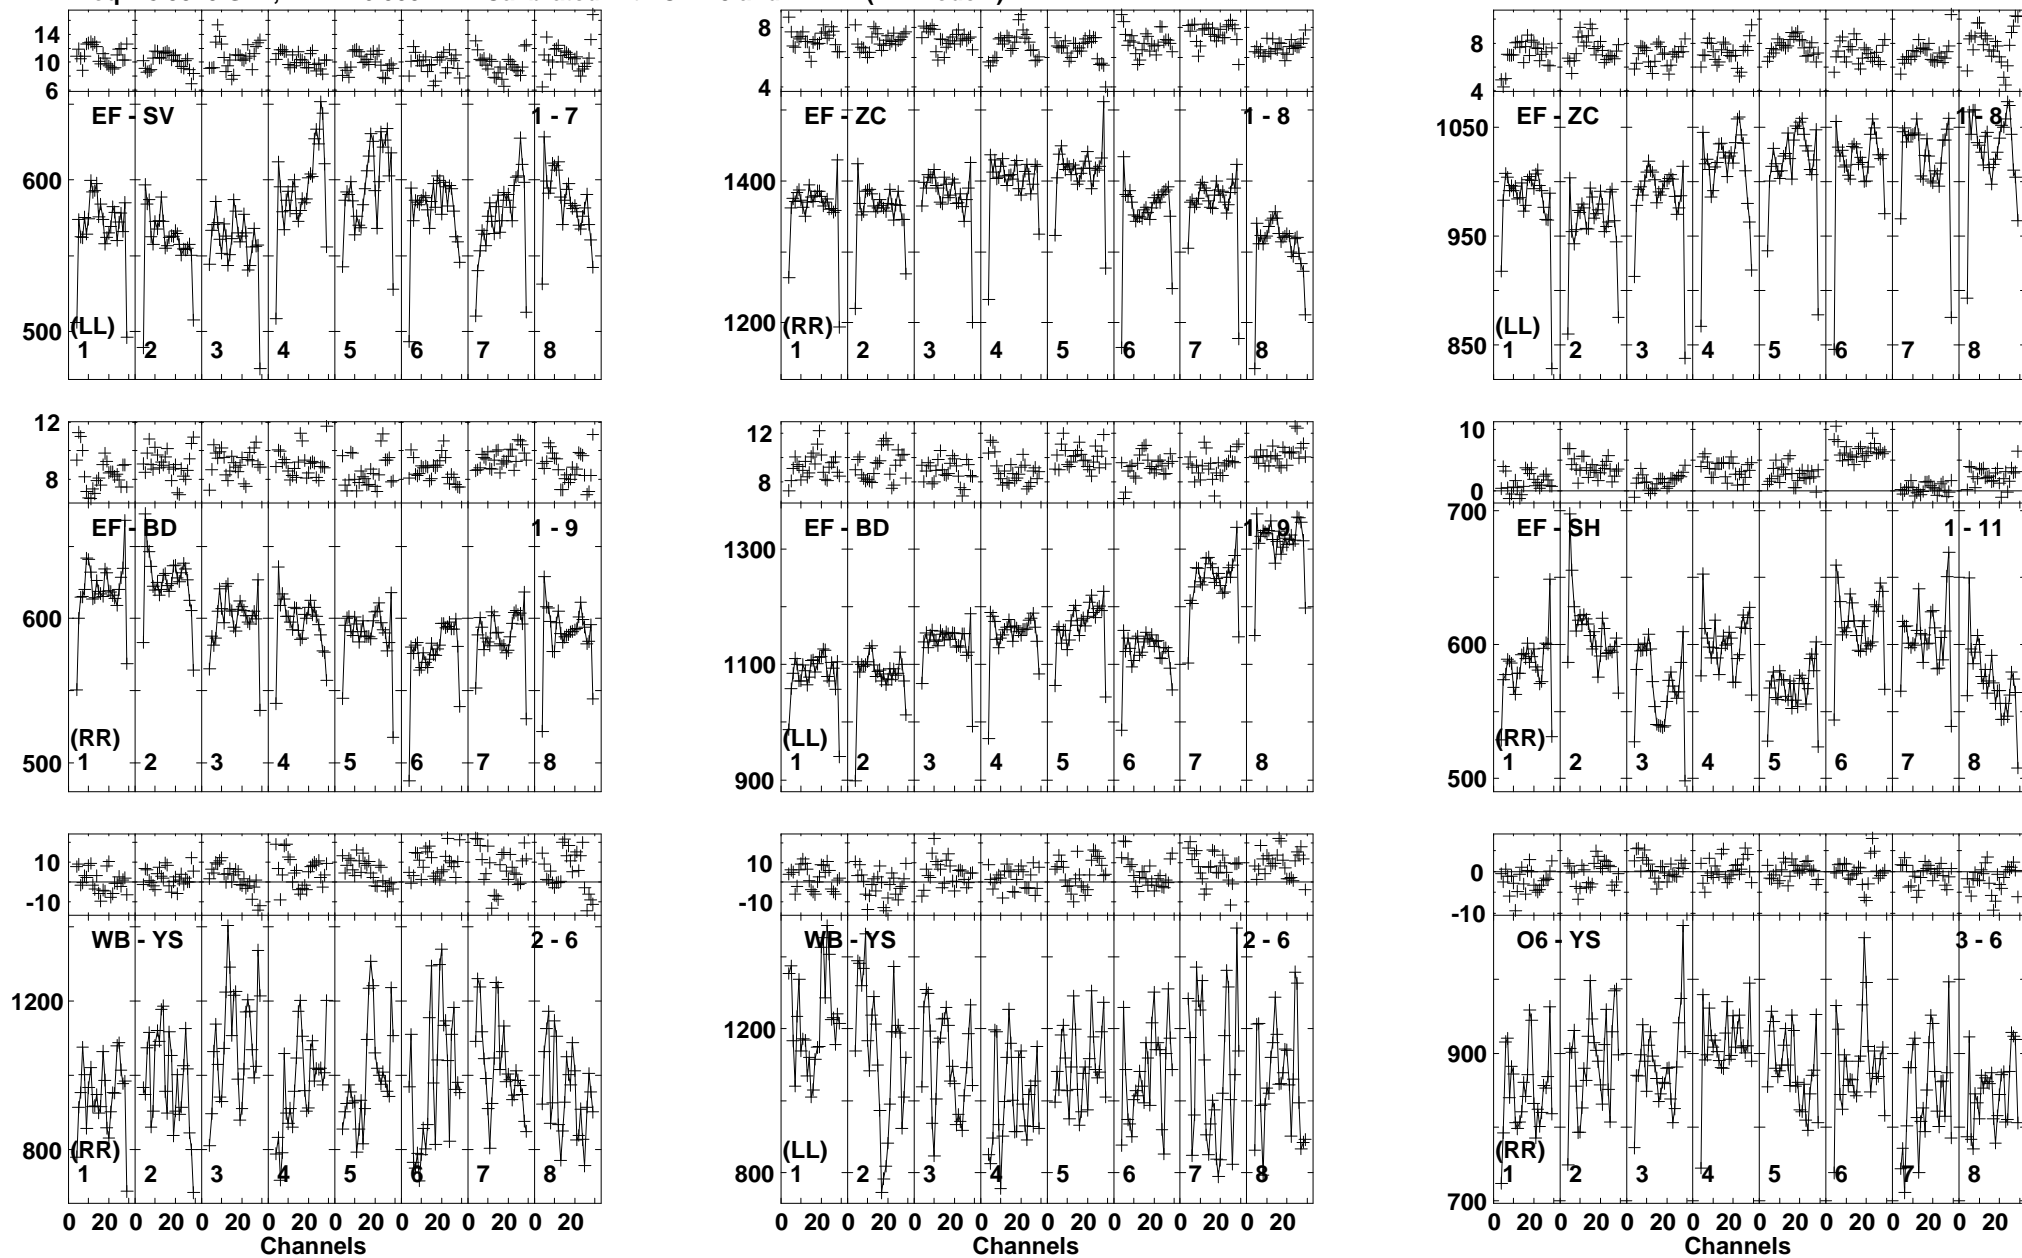 14
10
6
EF - SV 1 - 7
600
500
(LL)
1 2 3 4 5 6 7 8
8
4
EF - ZC 1 - 8
1400
1200
(RR)
1 2 3 4 5 6 7 8
8
4
EF - ZC 1 - 8
1050
950
850
(LL)
1 2 3 4 5 6 7 8
12
8
EF - BD 1 - 9
600
500
(RR)
1 2 3 4 5 6 7 8
12
8
EF - BD 1 - 9
1300
1100
900
(LL)
1 2 3 4 5 6 7 8
10
0
EF - SH 1 - 11
700
600
500
(RR)
1 2 3 4 5 6 7 8
10
-10
WB - YS 2 - 6
1200
800
(RR)
1 2 3 4 5 6 7 8
0 20 0 20 0 20 0 20 0 20 0 20 0 20 0 20
Channels
10
-10
WB - YS 2 - 6
1200
800
(LL)
1 2 3 4 5 6 7 8
0 20 0 20 0 20 0 20 0 20 0 20 0 20 0 20
Channels
0
-10
O6 - YS 3 - 6
900
700
(RR)
1 2 3 4 5 6 7 8
0 20 0 20 0 20 0 20 0 20 0 20 0 20 0 20
Channels